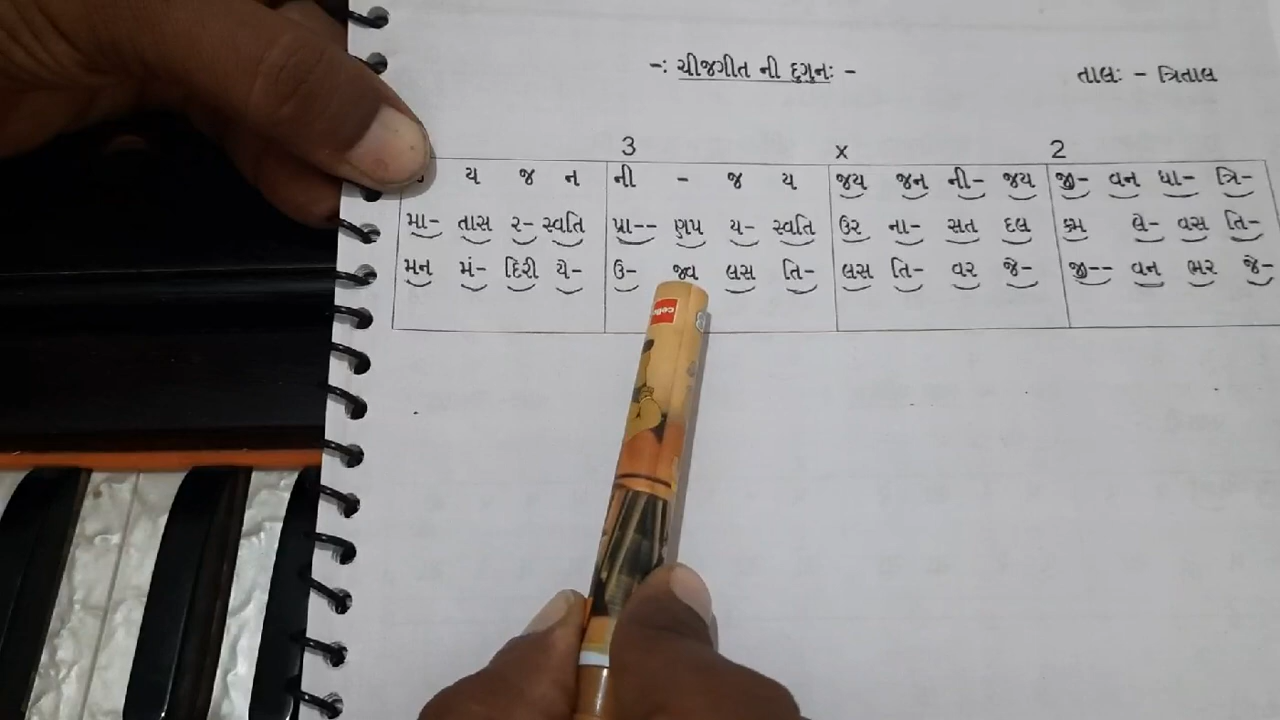 -: ચીજગીત ની દુગુનઃ -
તાલઃ - ત્રિતાલ
3 x 2
ય જ ન ની - જ ય જય જન ની- જય જી- વન ધા- ત્રિ-
મા- તાસ ર- સ્વતિ પ્રા-- ણપ ય- સ્વતિ ઉર ના- સત દલ લે- વસ તિ-
મન મં- દિરી યે- ઉ- જ્વ લસ તિ- લસ તિ- વર જે- જી-- વન ભર જે-
cello